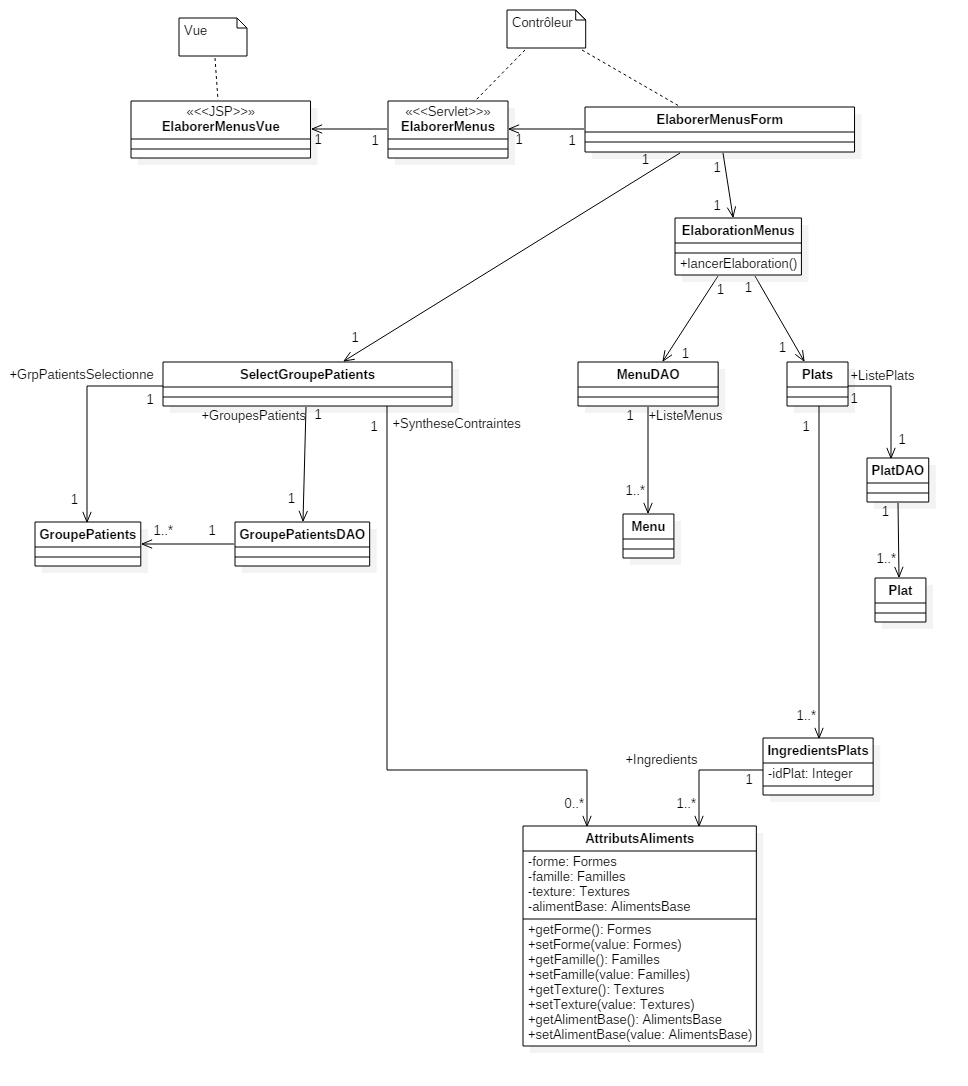 Vue
Contrôleur
«<<JSP>>»
ElaborerMenusVue
«<<Servlet>>»
ElaborerMenus
ElaborerMenusForm
1
1
1
1
1
1
ElaborationMenus
+lancerElaboration()
1
1
1
1
1
1
+GrpPatientsSelectionne
SelectGroupePatients
MenuDAO
Plats
+ListePlats
1
1
+GroupesPatients
1
1
+SyntheseContraintes
1
+ListeMenus
1
1
PlatDAO
1
1
1..*
1
GroupePatients
1..*
1
GroupePatientsDAO
Menu
1..*
Plat
1..*
IngredientsPlats
-idPlat: Integer
+Ingredients
1
0..*
1..*
AttributsAliments
-forme: Formes
-famille: Familles
-texture: Textures
-alimentBase: AlimentsBase
+getForme(): Formes
+setForme(value: Formes)
+getFamille(): Familles
+setFamille(value: Familles)
+getTexture(): Textures
+setTexture(value: Textures)
+getAlimentBase(): AlimentsBase
+setAlimentBase(value: AlimentsBase)